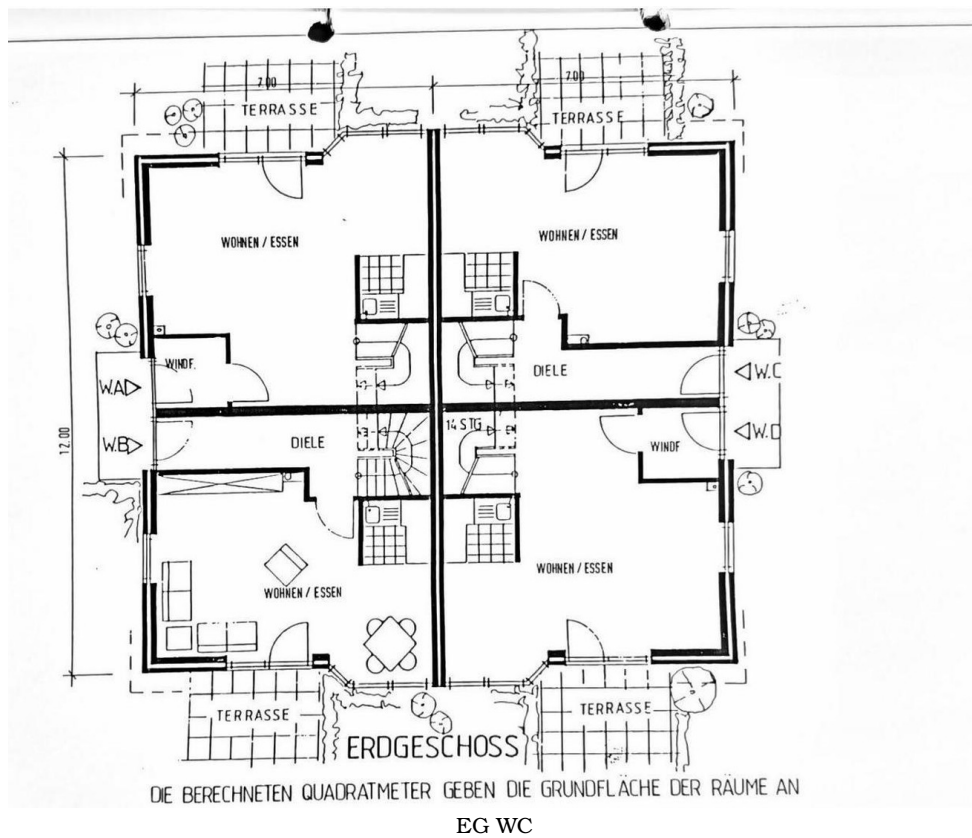 7.00
7.00
TERRASSE
TERRASSE
WOHNEN / ESSEN
WOHNEN / ESSEN
WINDF.
DIELE
W.A
W.C
W.B
DIELE
14 STG
WINDF
W.D
12.00
WOHNEN / ESSEN
WOHNEN / ESSEN
TERRASSE
TERRASSE
ERDGESCHOSS
DIE BERECHNETEN QUADRATMETER GEBEN DIE GRUNDFLÄCHE DER RÄUME AN
EG WC